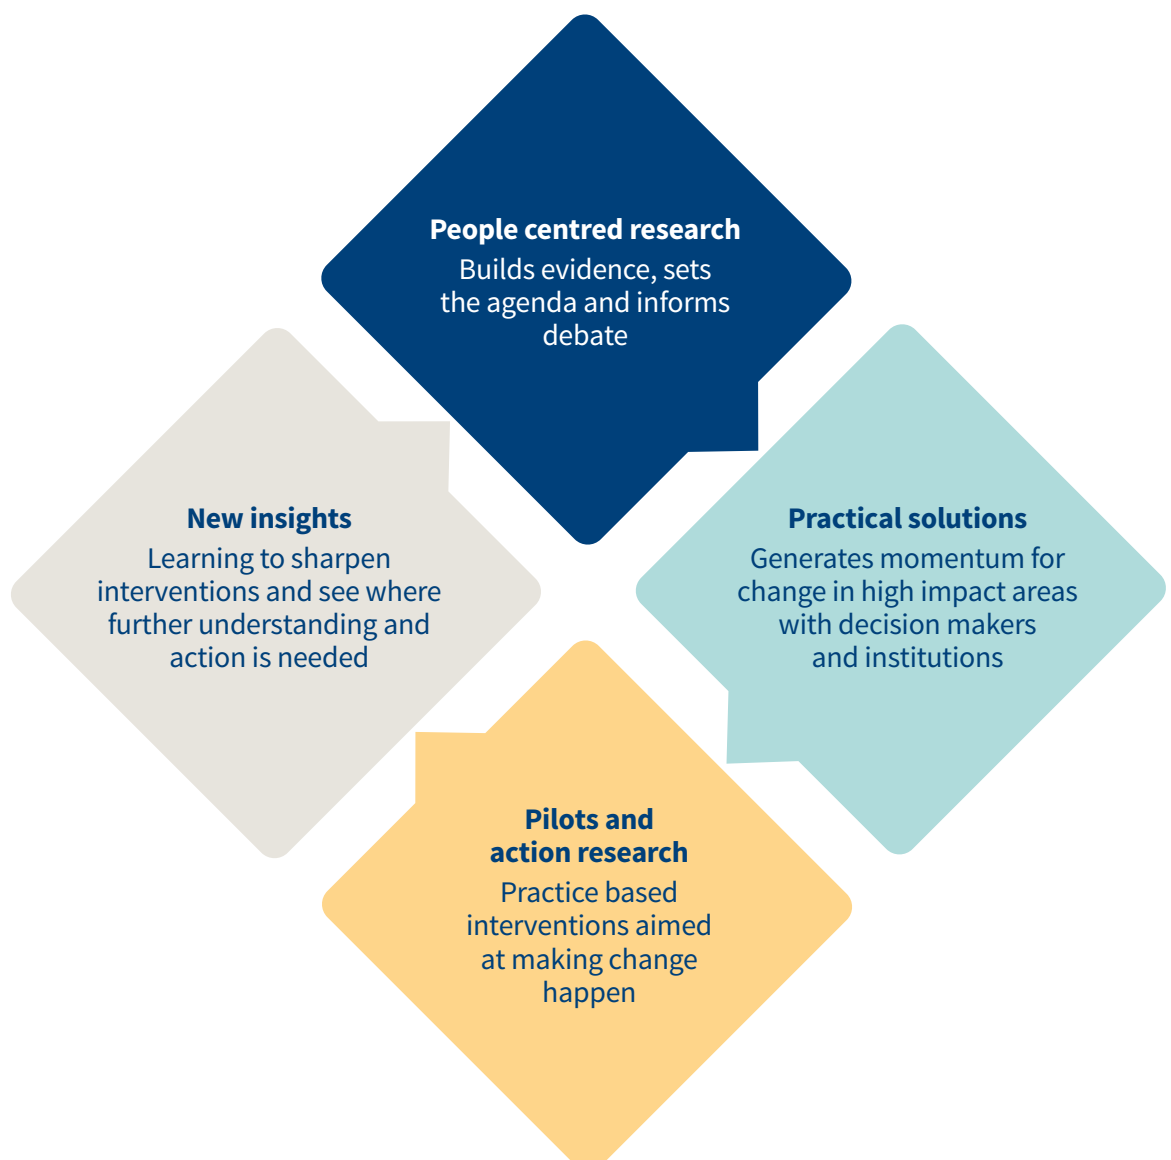 People centred research
Builds evidence, sets
the agenda and informs
debate
New insights
Learning to sharpen
interventions and see where
further understanding and
action is needed
Practical solutions
Generates momentum for
change in high impact areas
with decision makers
and institutions
Pilots and
action research
Practice based
interventions aimed
at making change
happen